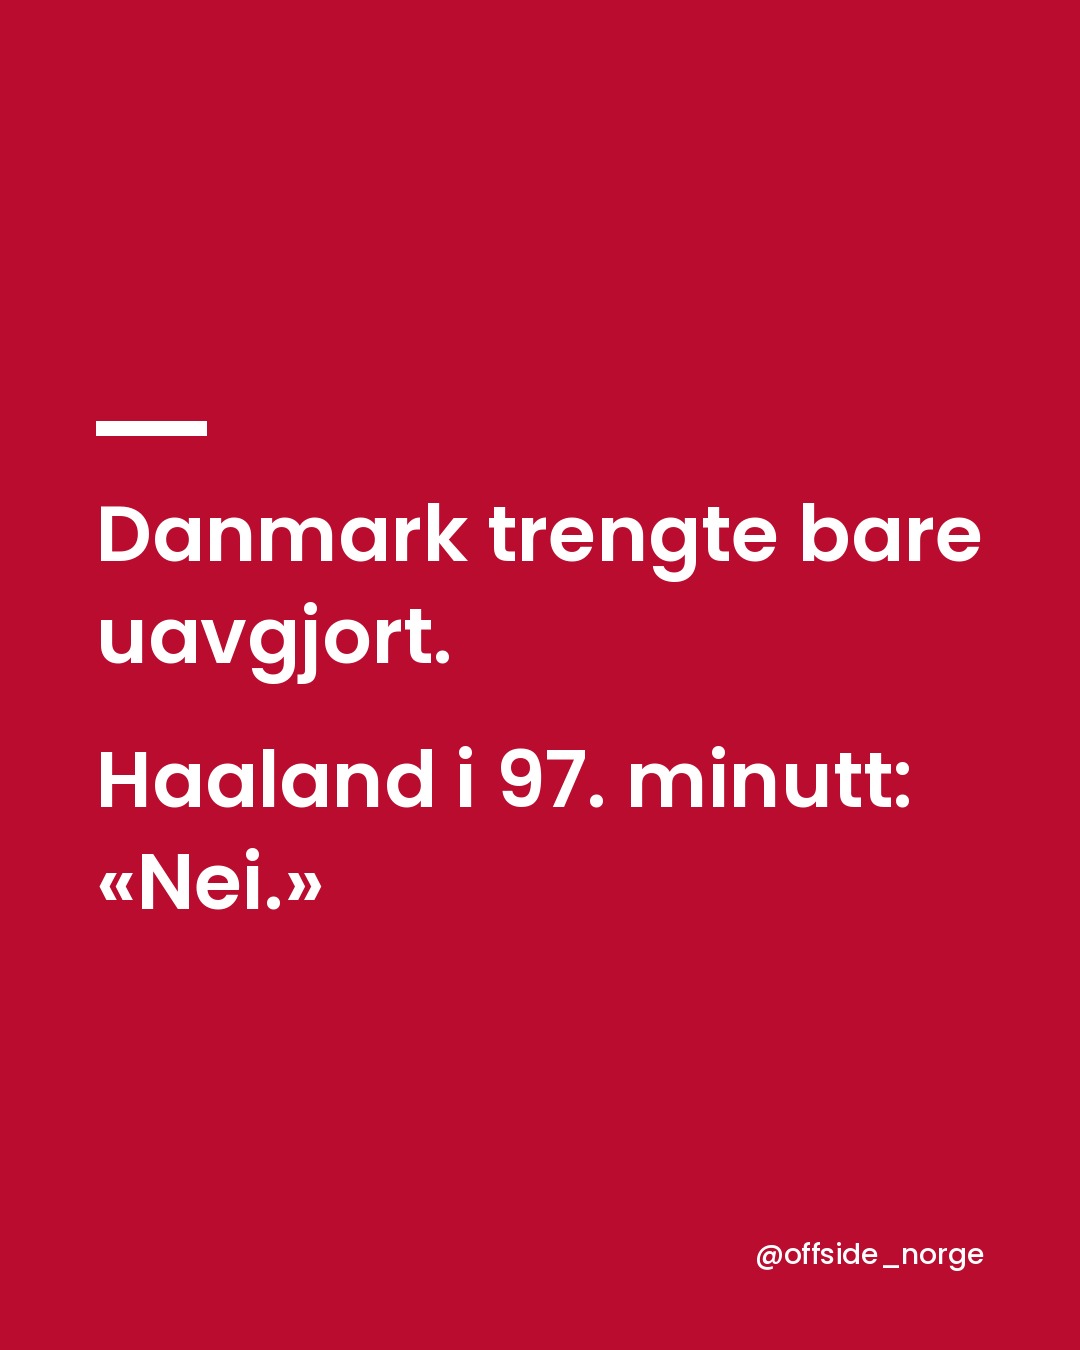 Danmark trengte bare
uavgjort.
Haaland i 97. minutt:
«Nei.»
@offside_norge